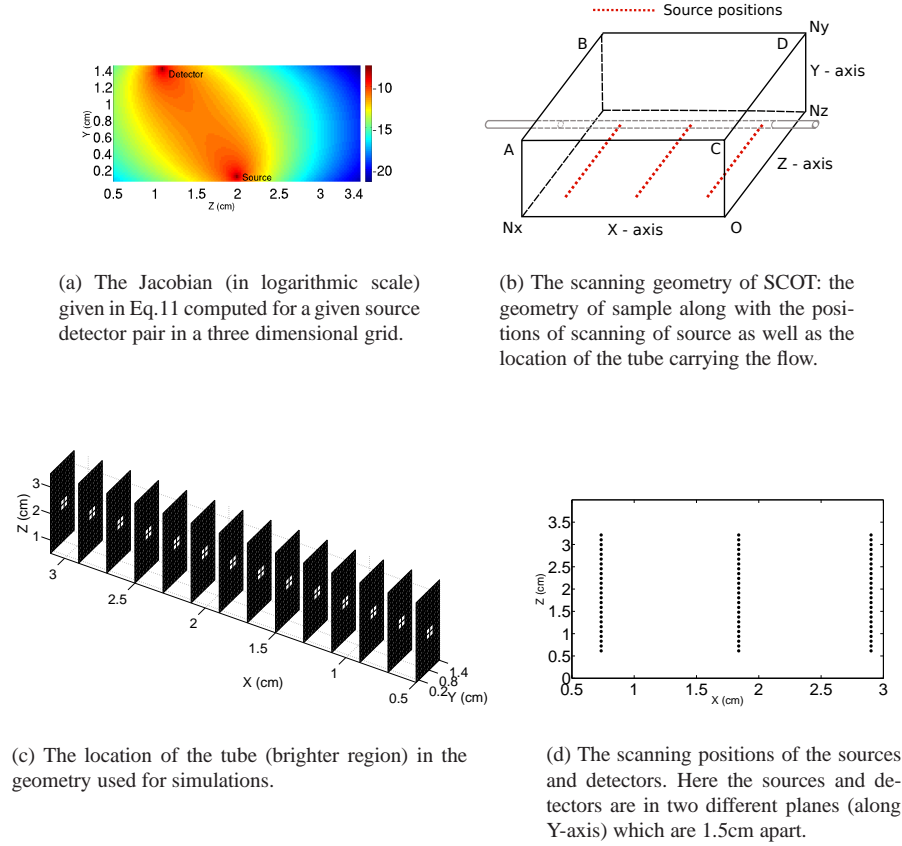 Source positions
1.4
1.2
1
0.8
0.6
0.4
0.2
Y (cm)
Detector
Source
0.5
1
1.5
2
2.5
3
3.4
Z (cm)
-10
-15
-20
B
D
Ny
Y - axis
Nz
A
C
Z - axis
Nx
X - axis
O
(a) The Jacobian (in logarithmic scale)
given in Eq.11 computed for a given source
detector pair in a three dimensional grid.
(b) The scanning geometry of SCOT: the
geometry of sample along with the posi-
tions of scanning of source as well as the
location of the tube carrying the flow.
Z (cm)
3
2
1
3
2.5
2
1.5
1
0.5
X (cm)
0.2
0.8
1.4
Y (cm)
3.5
3
2.5
2
1.5
1
0.5
0
Z (cm)
0.5
1
1.5
2
2.5
3
X (cm)
(c) The location of the tube (brighter region) in the
geometry used for simulations.
(d) The scanning positions of the sources
and detectors. Here the sources and de-
tectors are in two different planes (along
Y-axis) which are 1.5cm apart.